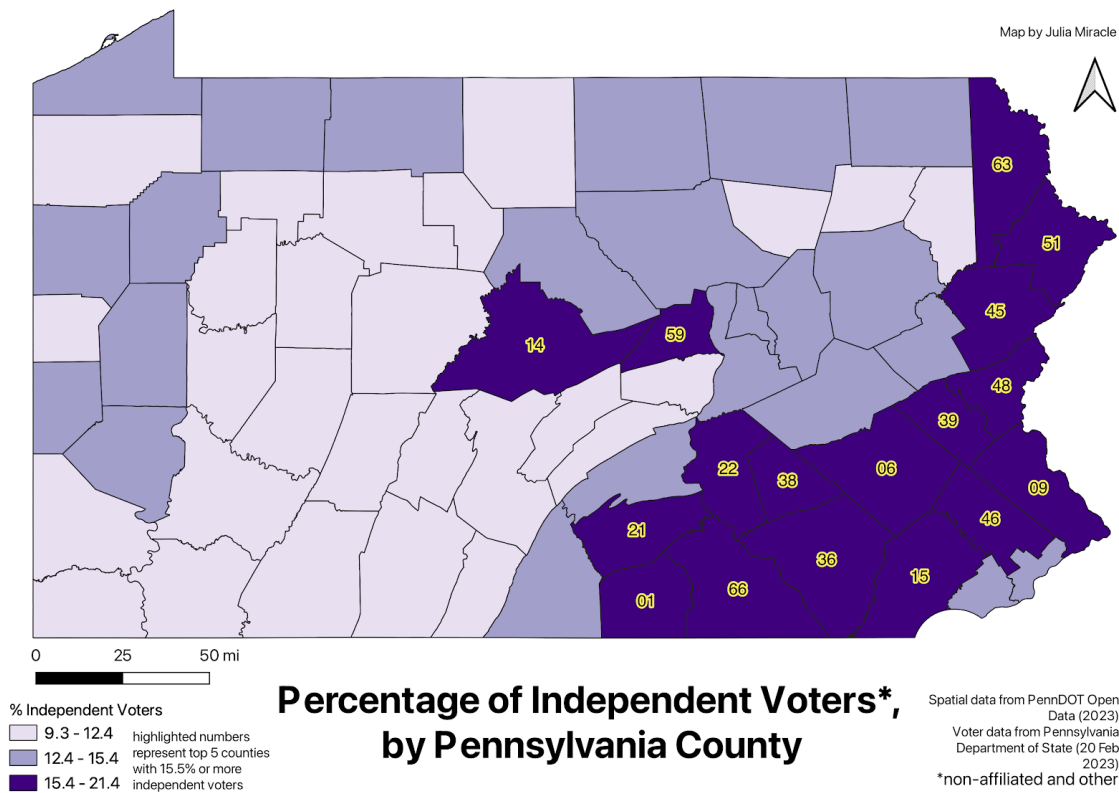 Map by Julia Miracle
63
51
45
14
59
48
39
22
38
06
09
46
21
36
15
01
66
0 25 50 mi
Percentage of Independent Voters*,
by Pennsylvania County
% Independent Voters
9.3 - 12.4
12.4 - 15.4
15.4 - 21.4
highlighted numbers
represent top 5 counties
with 15.5% or more
independent voters
Spatial data from PennDOT Open
Data (2023)
Voter data from Pennsylvania
Department of State (20 Feb
2023)
*non-affiliated and other